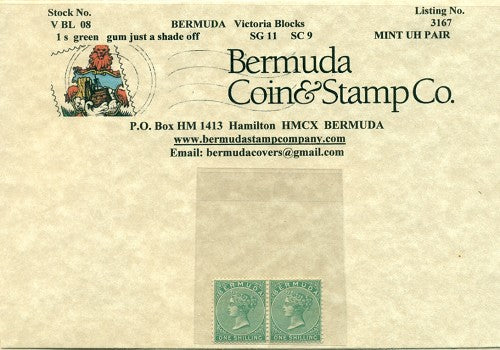 Stock No. Listing No.
V BL 08 BERMUDA Victoria Blocks 3167
1 s green gum just a shade off SG 11 SC 9 MINT UH PAIR
Bermuda
Coin&Stamp Co.
P.O. Box HM 1413 Hamilton HMCX BERMUDA
www.bermudastampcompany.com
Email: bermudacovers@gmail.com
BERMUDA BERMUDA
ONE SHILLING ONE SHILLING